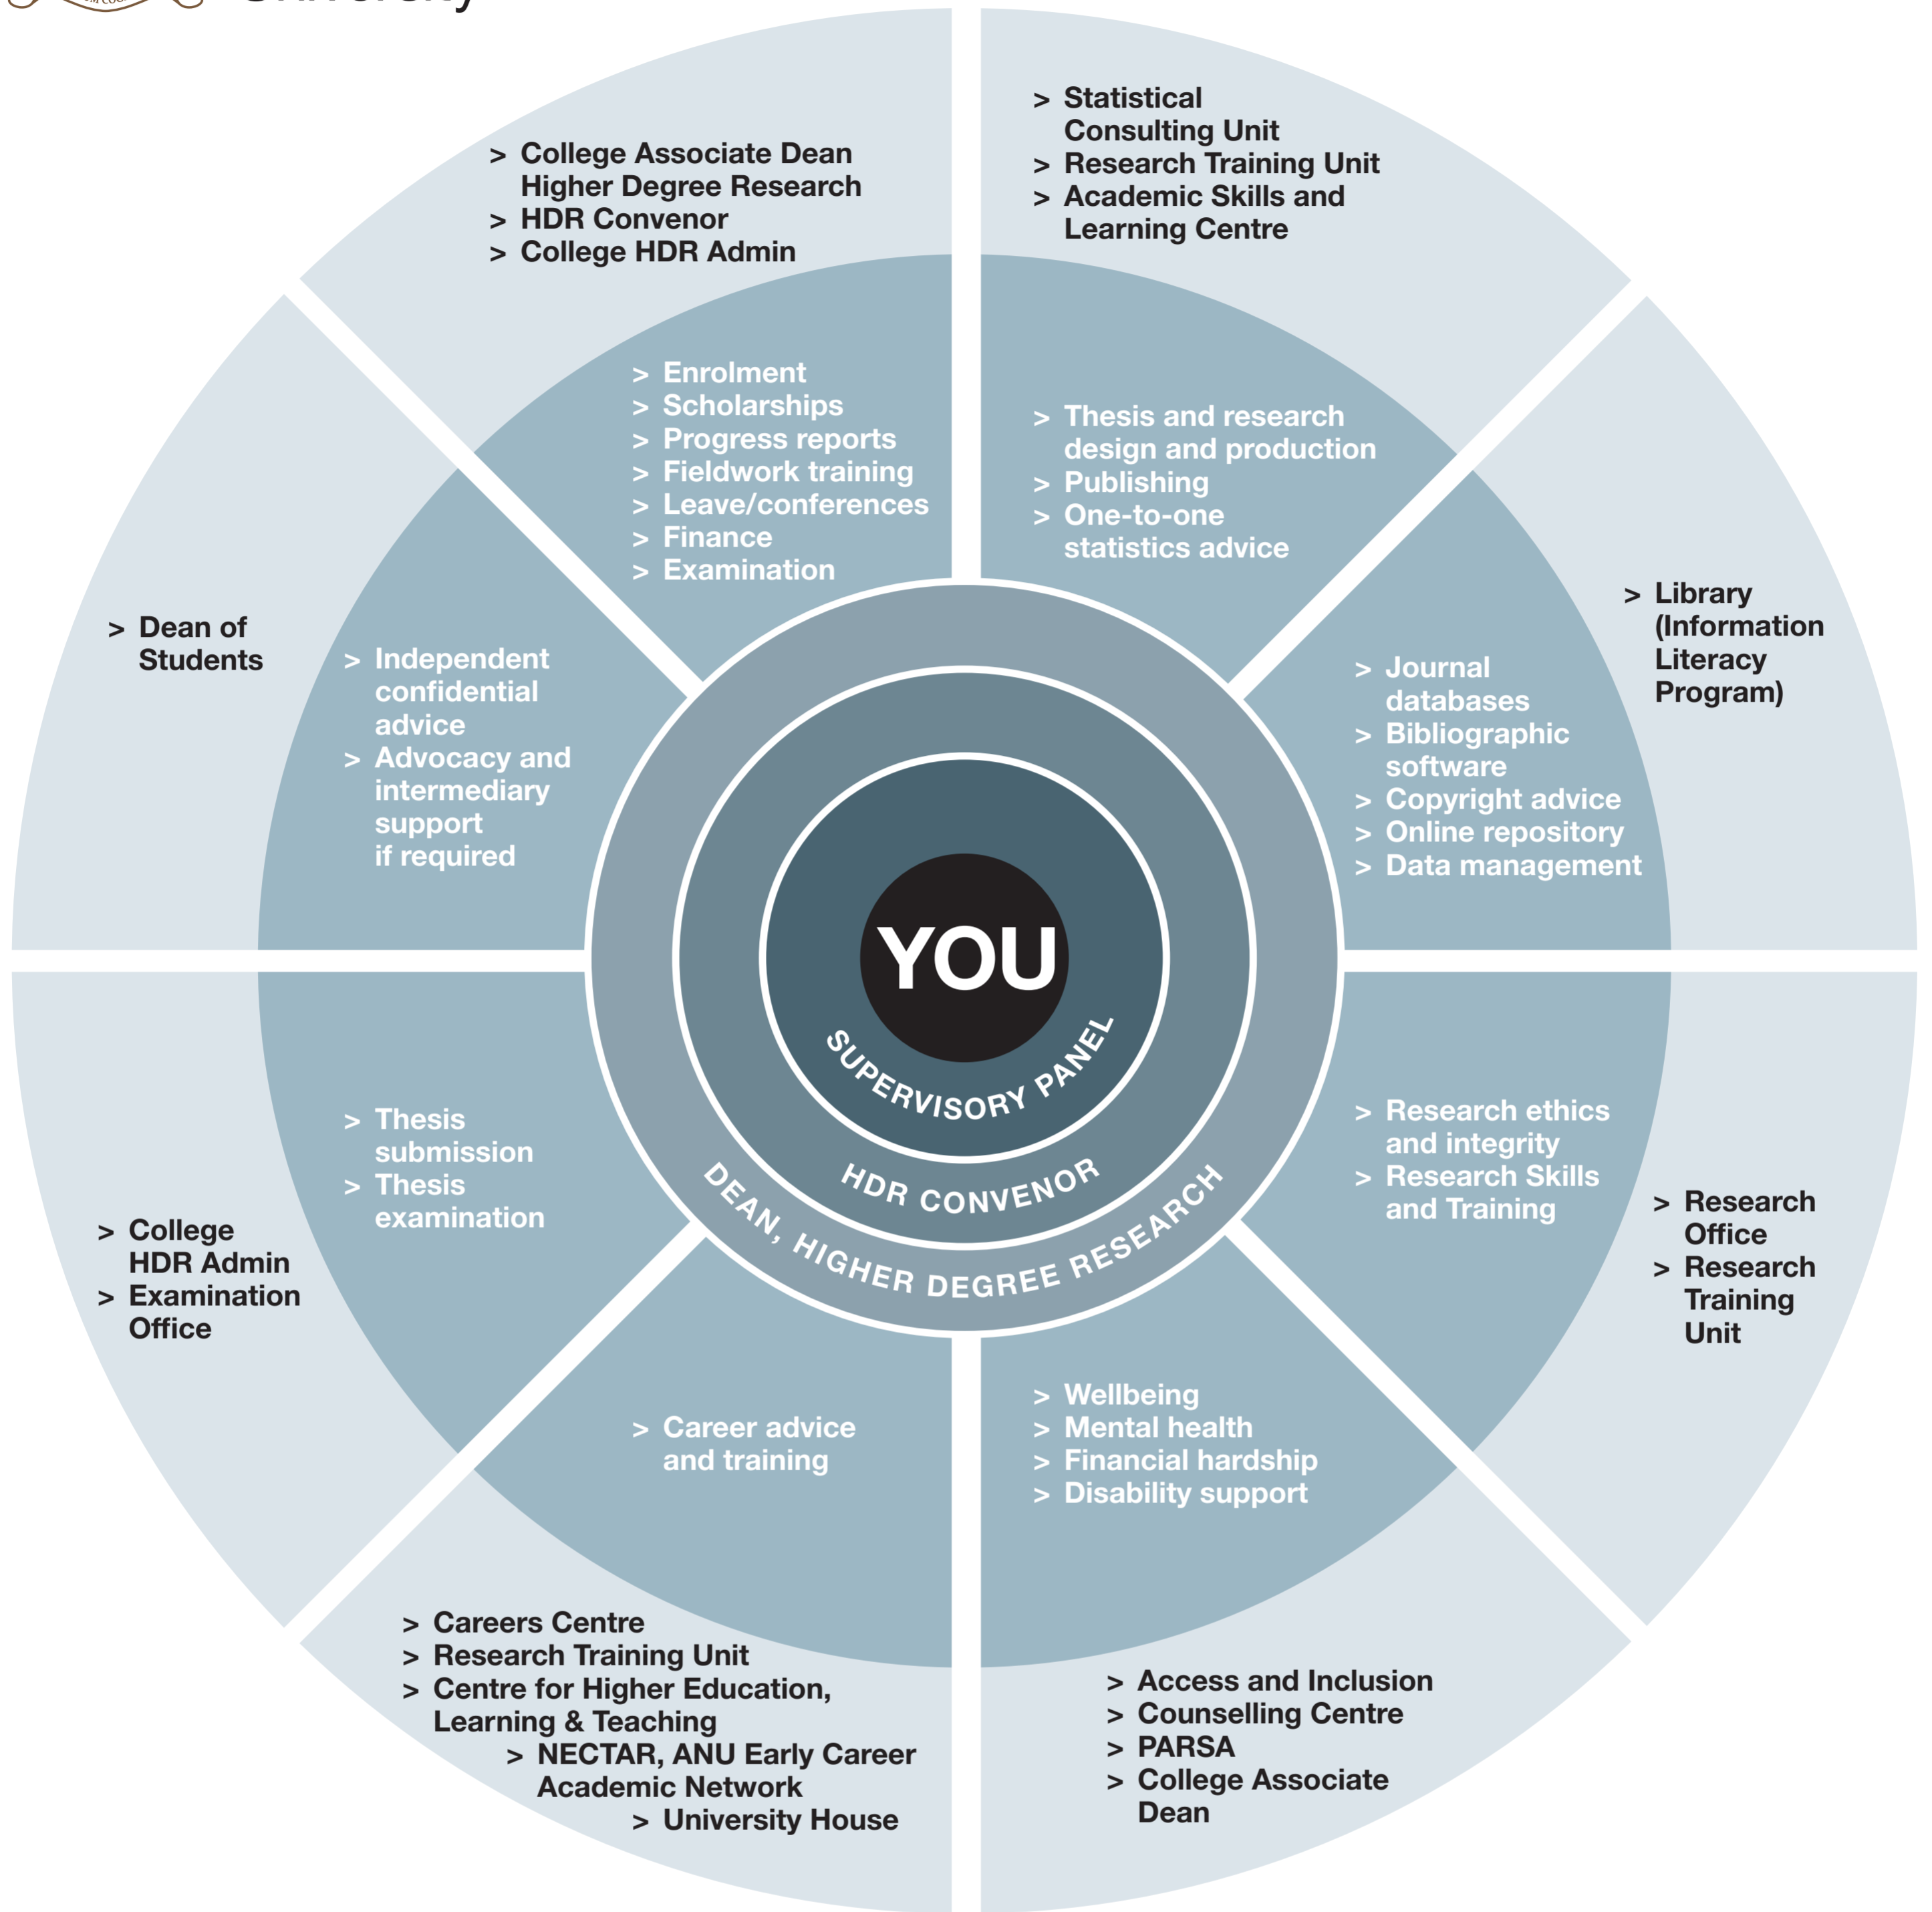 > College Associate Dean
Higher Degree Research
> HDR Convenor
> College HDR Admin
> Enrolment
> Scholarships
> Progress reports
> Fieldwork training
> Leave/conferences
> Finance
> Examination
> Statistical
Consulting Unit
> Research Training Unit
> Academic Skills and
Learning Centre
> Thesis and research
design and production
> Publishing
> One-to-one
statistics advice
> Library
(Information
Literacy
Program)
> Journal
databases
> Bibliographic
software
> Copyright advice
> Online repository
> Data management
> Research ethics
and integrity
> Research Skills
and Training
> Research
Office
> Research
Training
Unit
> Wellbeing
> Mental health
> Financial hardship
> Disability support
> Access and Inclusion
> Counselling Centre
> PARSA
> College Associate
Dean
> Career advice
and training
> Careers Centre
> Research Training Unit
> Centre for Higher Education,
Learning & Teaching
> NECTAR, ANU Early Career
Academic Network
> University House
> Thesis
submission
> Thesis
examination
> College
HDR Admin
> Examination
Office
> Dean of
Students
> Independent
confidential
advice
> Advocacy and
intermediary
support
if required
YOU
SUPERVISORY PANEL
HDR CONVENOR
DEAN, HIGHER DEGREE RESEARCH